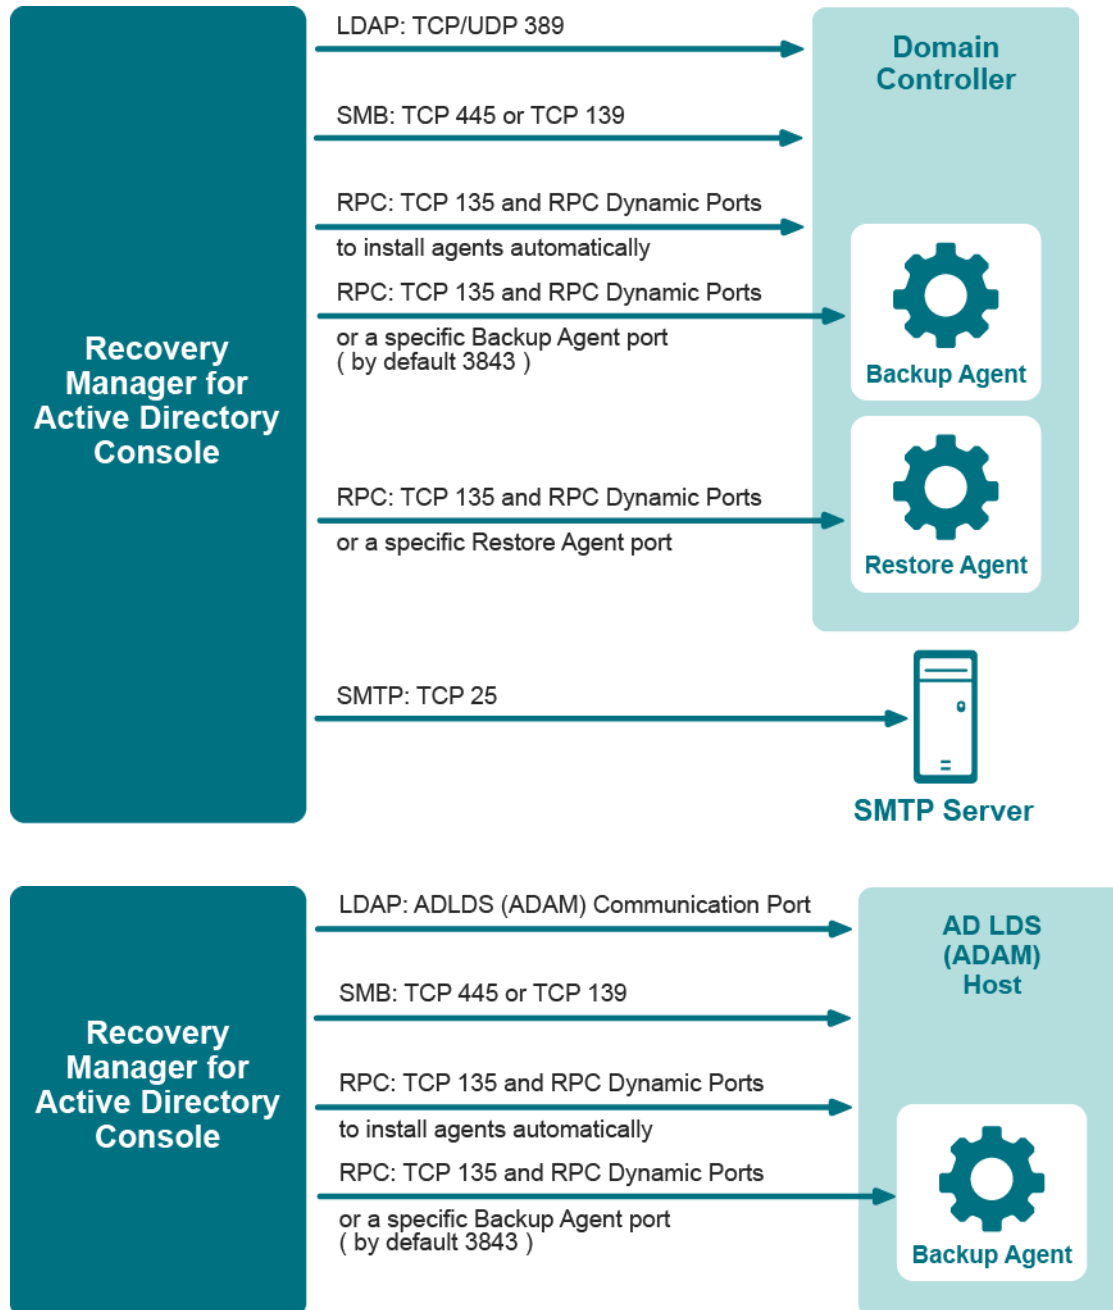 LDAP: TCP/UDP 389
Domain
Controller
SMB: TCP 445 or TCP 139
RPC: TCP 135 and RPC Dynamic Ports
to install agents automatically
RPC: TCP 135 and RPC Dynamic Ports
or a specific Backup Agent port
( by default 3843 )
Backup Agent
Recovery
Manager for
Active Directory
Console
RPC: TCP 135 and RPC Dynamic Ports
or a specific Restore Agent port
Restore Agent
SMTP: TCP 25
SMTP Server
LDAP: ADLDS (ADAM) Communication Port
AD LDS
(ADAM)
Host
SMB: TCP 445 or TCP 139
Recovery
Manager for
Active Directory
Console
RPC: TCP 135 and RPC Dynamic Ports
to install agents automatically
RPC: TCP 135 and RPC Dynamic Ports
or a specific Backup Agent port
( by default 3843 )
Backup Agent